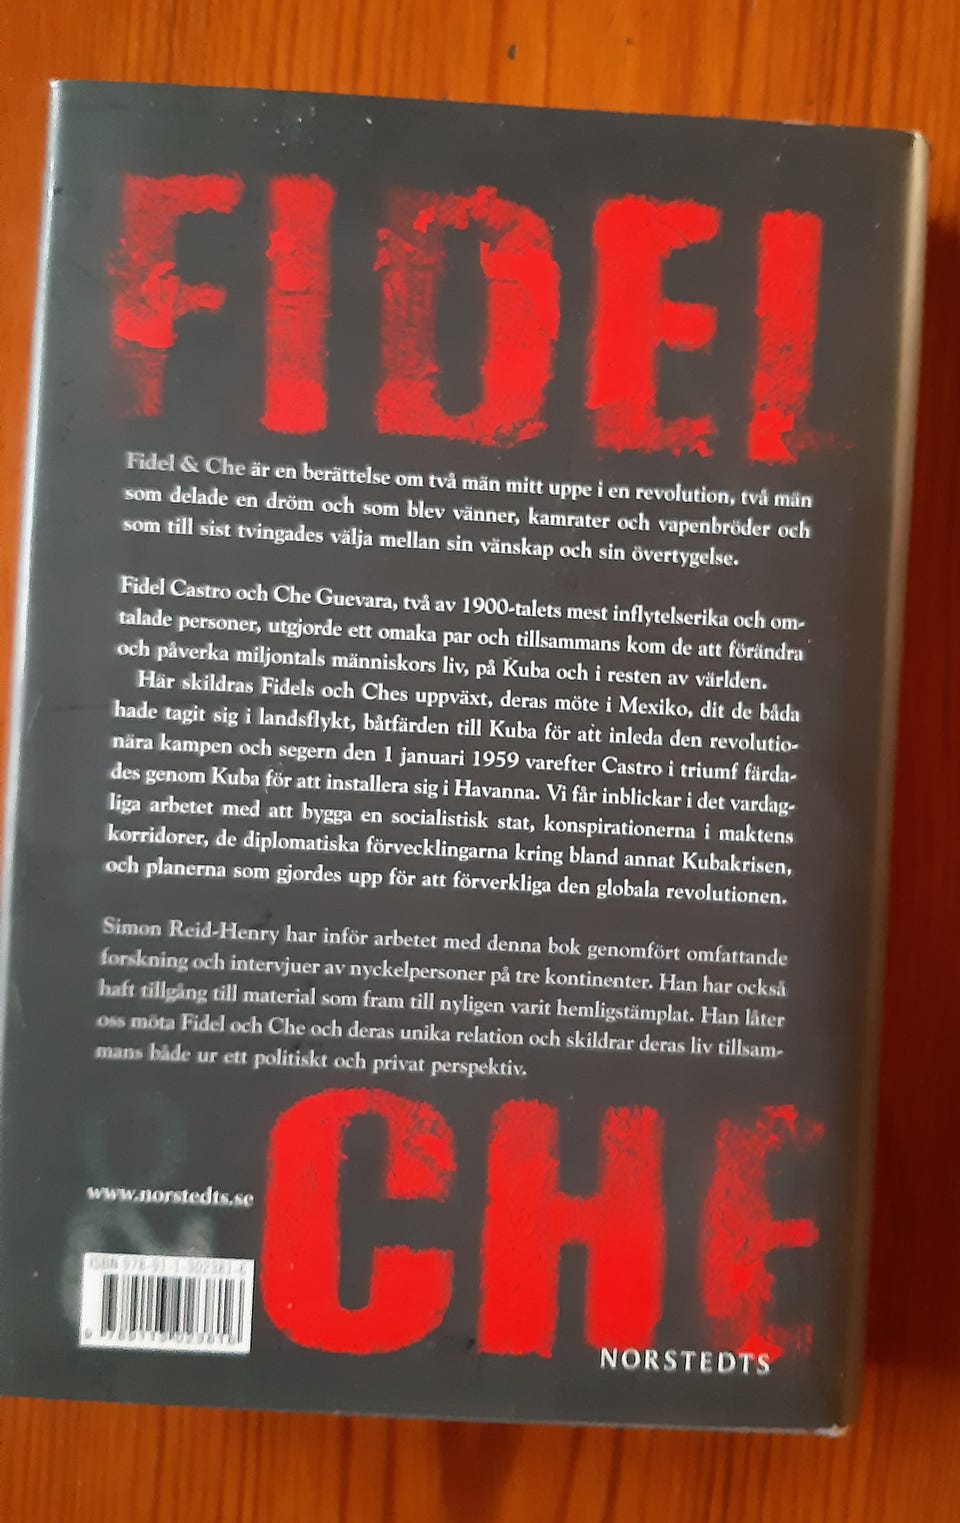 FIDEL
Fidel & Che är en berättelse om två män mitt uppe i en revolution, två män
som delade en dröm och som blev vänner, kamrater och vapenbröder och
som till sist tvingades välja mellan sin vänskap och sin övertygelse.
Fidel Castro och Che Guevara, två av 1900-talets mest inflytelserika och om-
talade personer, utgjorde ett omaka par och tillsammans kom de att förändra
och påverka miljontals människors liv, på Kuba och i resten av världen.
Här skildras Fidels och Ches uppväxt, deras möte i Mexiko, dit de båda
hade tagit sig i landsflykt, båtfärden till Kuba för att inleda den revolutio-
nära kampen och segern den 1 januari 1959 varefter Castro i triumf färda-
des genom Kuba för att installera sig i Havanna. Vi får inblickar i det vardag-
liga arbetet med att bygga en socialistisk stat, konspirationerna i maktens
korridorer, de diplomatiska förvecklingarna kring bland annat Kubakrisen,
och planerna som gjordes upp för att förverkliga den globala revolutionen.
Simon Reid-Henry har inför arbetet med denna bok genomfört omfattande
forskning och intervjuer av nyckelpersoner på tre kontinenter. Han har också
haft tillgång till material som fram till nyligen varit hemligstämplat. Han låter
oss möta Fidel och Che och deras unika relation och skildrar deras liv tillsam-
mans både ur ett politiskt och privat perspektiv.
&
CHE
www.norstedts.se
ISBN
NORSTEDTS